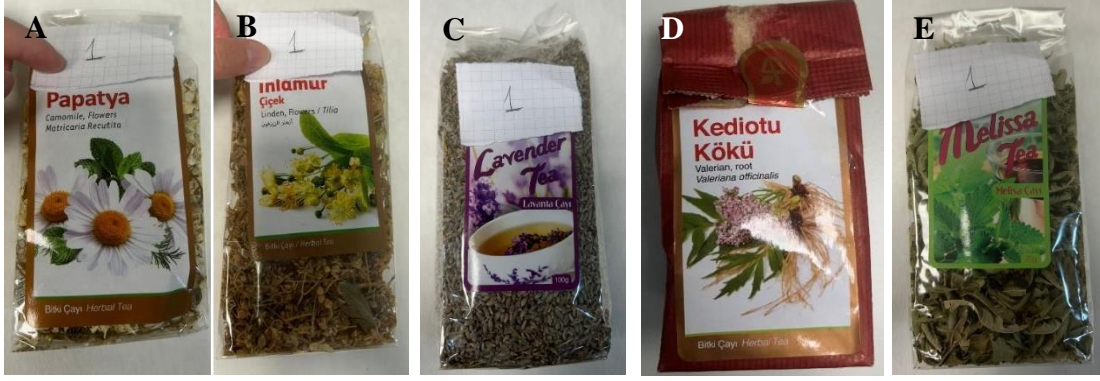 A
1
Papatya
Camomile, Flowers
Matricaria Recutita
Bitki Çayı Herbal Tea
B
1
Ihlamur
Çiçek
Linden, Flowers / Tilia
Bitki Çayı / Herbal Tea
C
1
Lavender
Tea
Lavanta Çayı
100g
D
Kediotu
Kökü
Valerian, root
Valeriana officinalis
Bitki Çayı Herbal Tea
E
1
Melissa
Tea
Melisa Çayı